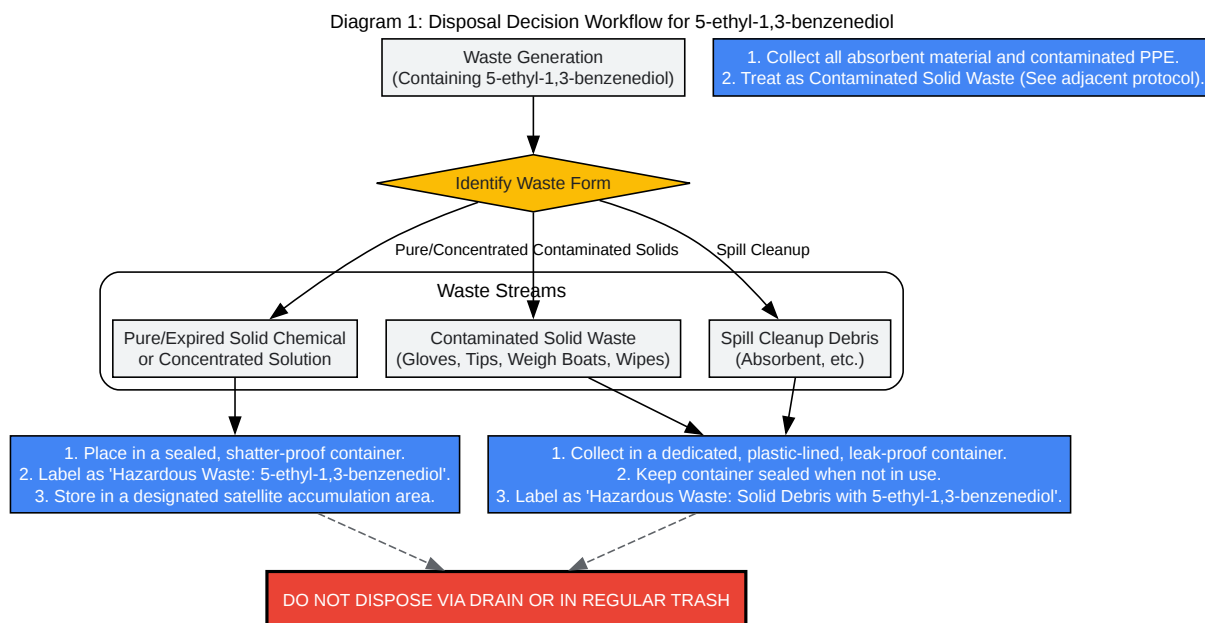 Diagram 1: Disposal Decision Workflow for 5-ethyl-1,3-benzenediol
Waste Generation
(Containing 5-ethyl-1,3-benzenediol)
1. Collect all absorbent material and contaminated PPE.
2. Treat as Contaminated Solid Waste (See adjacent protocol).
Identify Waste Form
Pure/Concentrated
Contaminated Solids
Spill Cleanup
Waste Streams
Pure/Expired Solid Chemical
or Concentrated Solution
Contaminated Solid Waste
(Gloves, Tips, Weigh Boats, Wipes)
Spill Cleanup Debris
(Absorbent, etc.)
1. Place in a sealed, shatter-proof container.
2. Label as 'Hazardous Waste: 5-ethyl-1,3-benzenediol'.
3. Store in a designated satellite accumulation area.
1. Collect in a dedicated, plastic-lined, leak-proof container.
2. Keep container sealed when not in use.
3. Label as 'Hazardous Waste: Solid Debris with 5-ethyl-1,3-benzenediol'.
DO NOT DISPOSE VIA DRAIN OR IN REGULAR TRASH